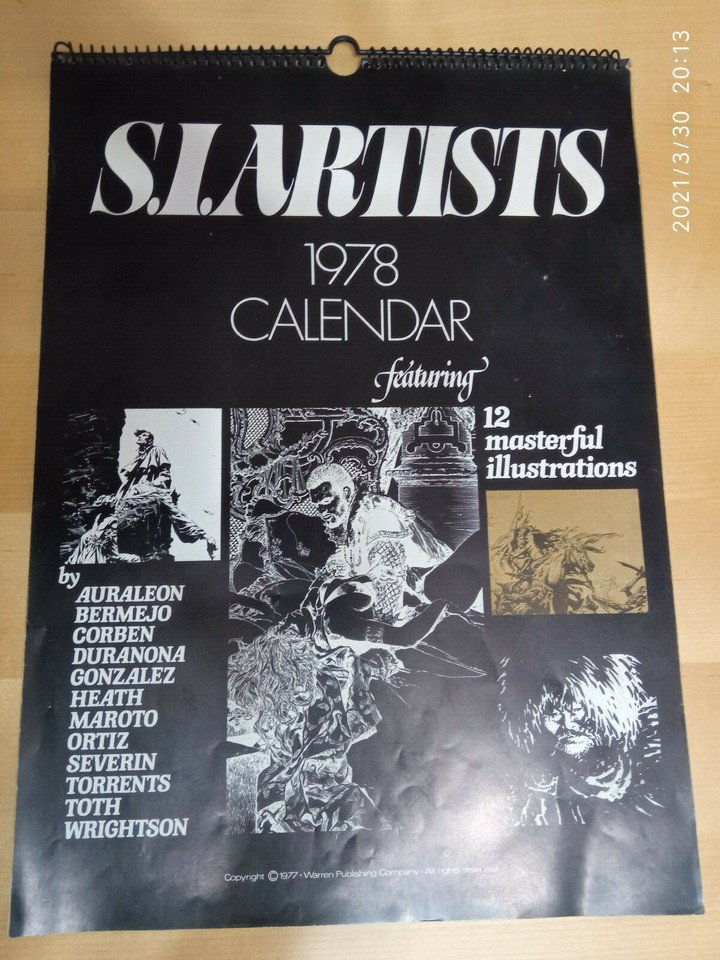 S.I. ARTISTS
1978
CALENDAR
featuring
12
masterful
illustrations
by
AURALEON
BERMEJO
CORBEN
DURANONA
GONZALEZ
HEATH
MAROTO
ORTIZ
SEVERIN
TORRENTS
TOTH
WRIGHTSON
Copyright ©1977 · Warren Publishing Company · All rights reserved
2021/3/30 20:13